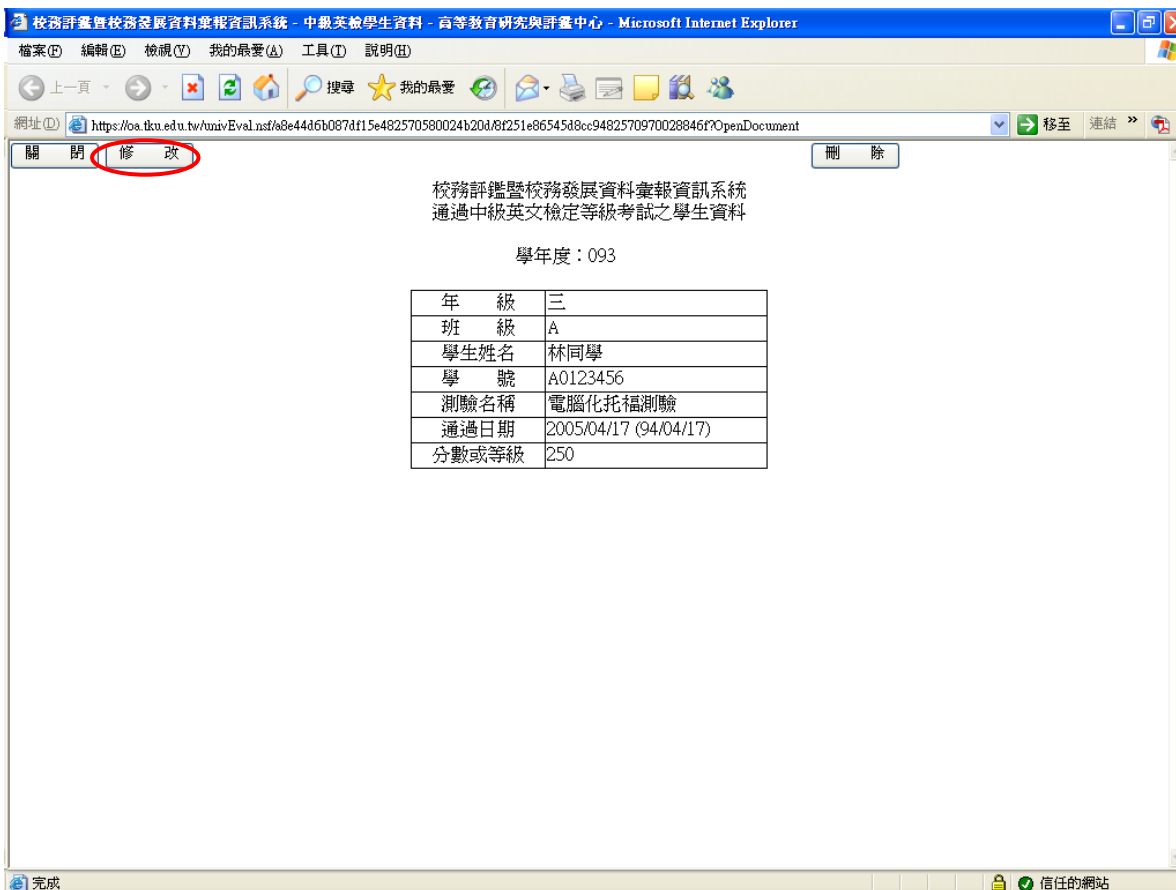 校務評鑑暨校務發展資料彙報資訊系統 - 中級英檢學生資料 - 高等教育研究與評鑑中心 - Microsoft Internet Explorer
檔案(F) 編輯(E) 檢視(V) 我的最愛(A) 工具(T) 說明(H)
上一頁 搜尋 我的最愛
網址(D) https://oa.tku.edu.tw/univEval.nsf/a8e44d6b087df15e482570580024b20d/8f251e86545d8cc9482570970028846f?OpenDocument 移至 連結 »
關 閉 修 改 刪 除
校務評鑑暨校務發展資料彙報資訊系統
通過中級英文檢定等級考試之學生資料
學年度：093
年 級 三
班 級 A
學生姓名 林同學
學 號 A0123456
測驗名稱 電腦化托福測驗
通過日期 2005/04/17 (94/04/17)
分數或等級 250
完成 信任的網站